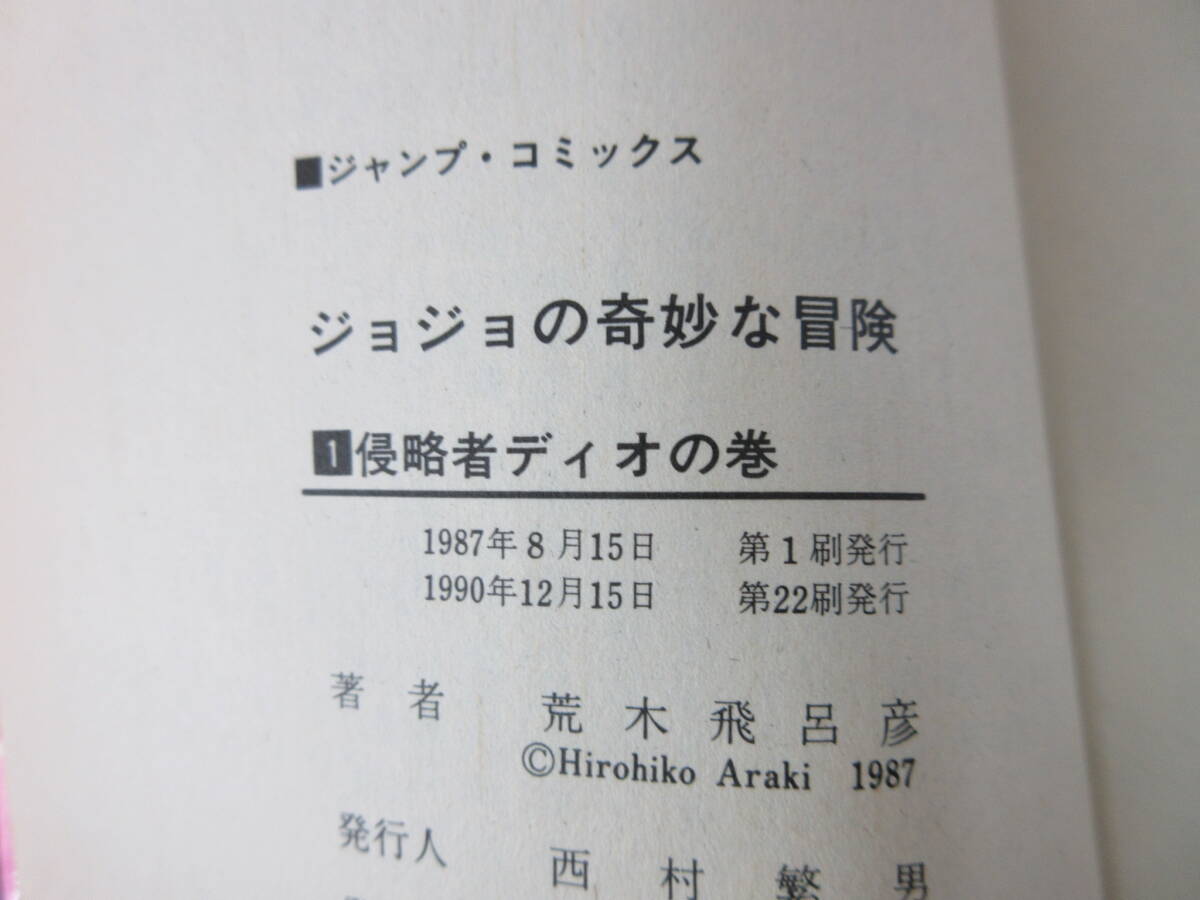 ■ジャンプ・コミックス
ジョジョの奇妙な冒険
1侵略者ディオの巻
1987年8月15日 第1刷発行
1990年12月15日 第22刷発行
著者 荒木飛呂彦
©Hirohiko Araki 1987
発行人 西村繁男